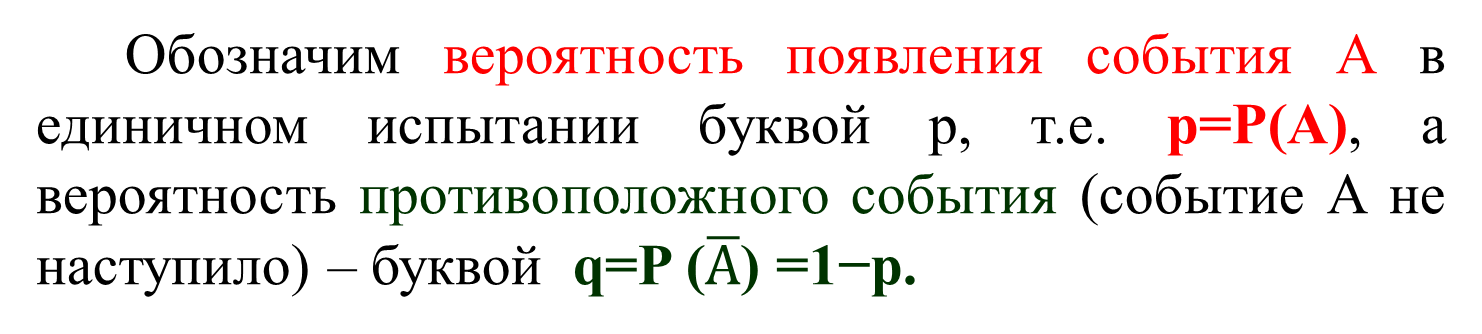 Обозначим вероятность появления события А в
единичном испытании буквой р, т.е. р=Р(А), а
вероятность противоположного события (событие А не
наступило) – буквой q=P (A̅) =1−p.